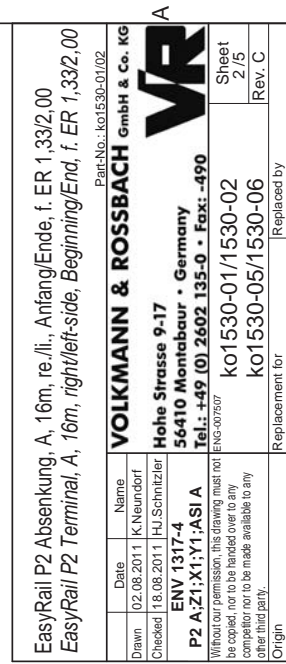 EasyRail P2 Absenkung, A, 16m, re./li., Anfang/Ende, f. ER 1,33/2,00
EasyRail P2 Terminal, A, 16m, right/left-side, Beginning/End, f. ER 1,33/2,00
Part-No.: ko1530-01/02
Date Name
Drawn 02.08.2011 K.Neundorf
Checked 18.08.2011 HJ.Schnitzler
ENV 1317-4
P2 A;Z1;X1;Y1;ASI A
VOLKMANN & ROSSBACH GmbH & Co. KG
Hohe Strasse 9-17
56410 Montabaur • Germany
Tel.: +49 (0) 2602 135-0 • Fax: -490
VR
A
Without our permission, this drawing must not
be copied, nor to be handed over to any
competitor nor to be made available to any
other third party.
ENG-007507
ko1530-01/1530-02
ko1530-05/1530-06
Sheet
2 /5
Rev. C
Origin
Replacement for
Replaced by